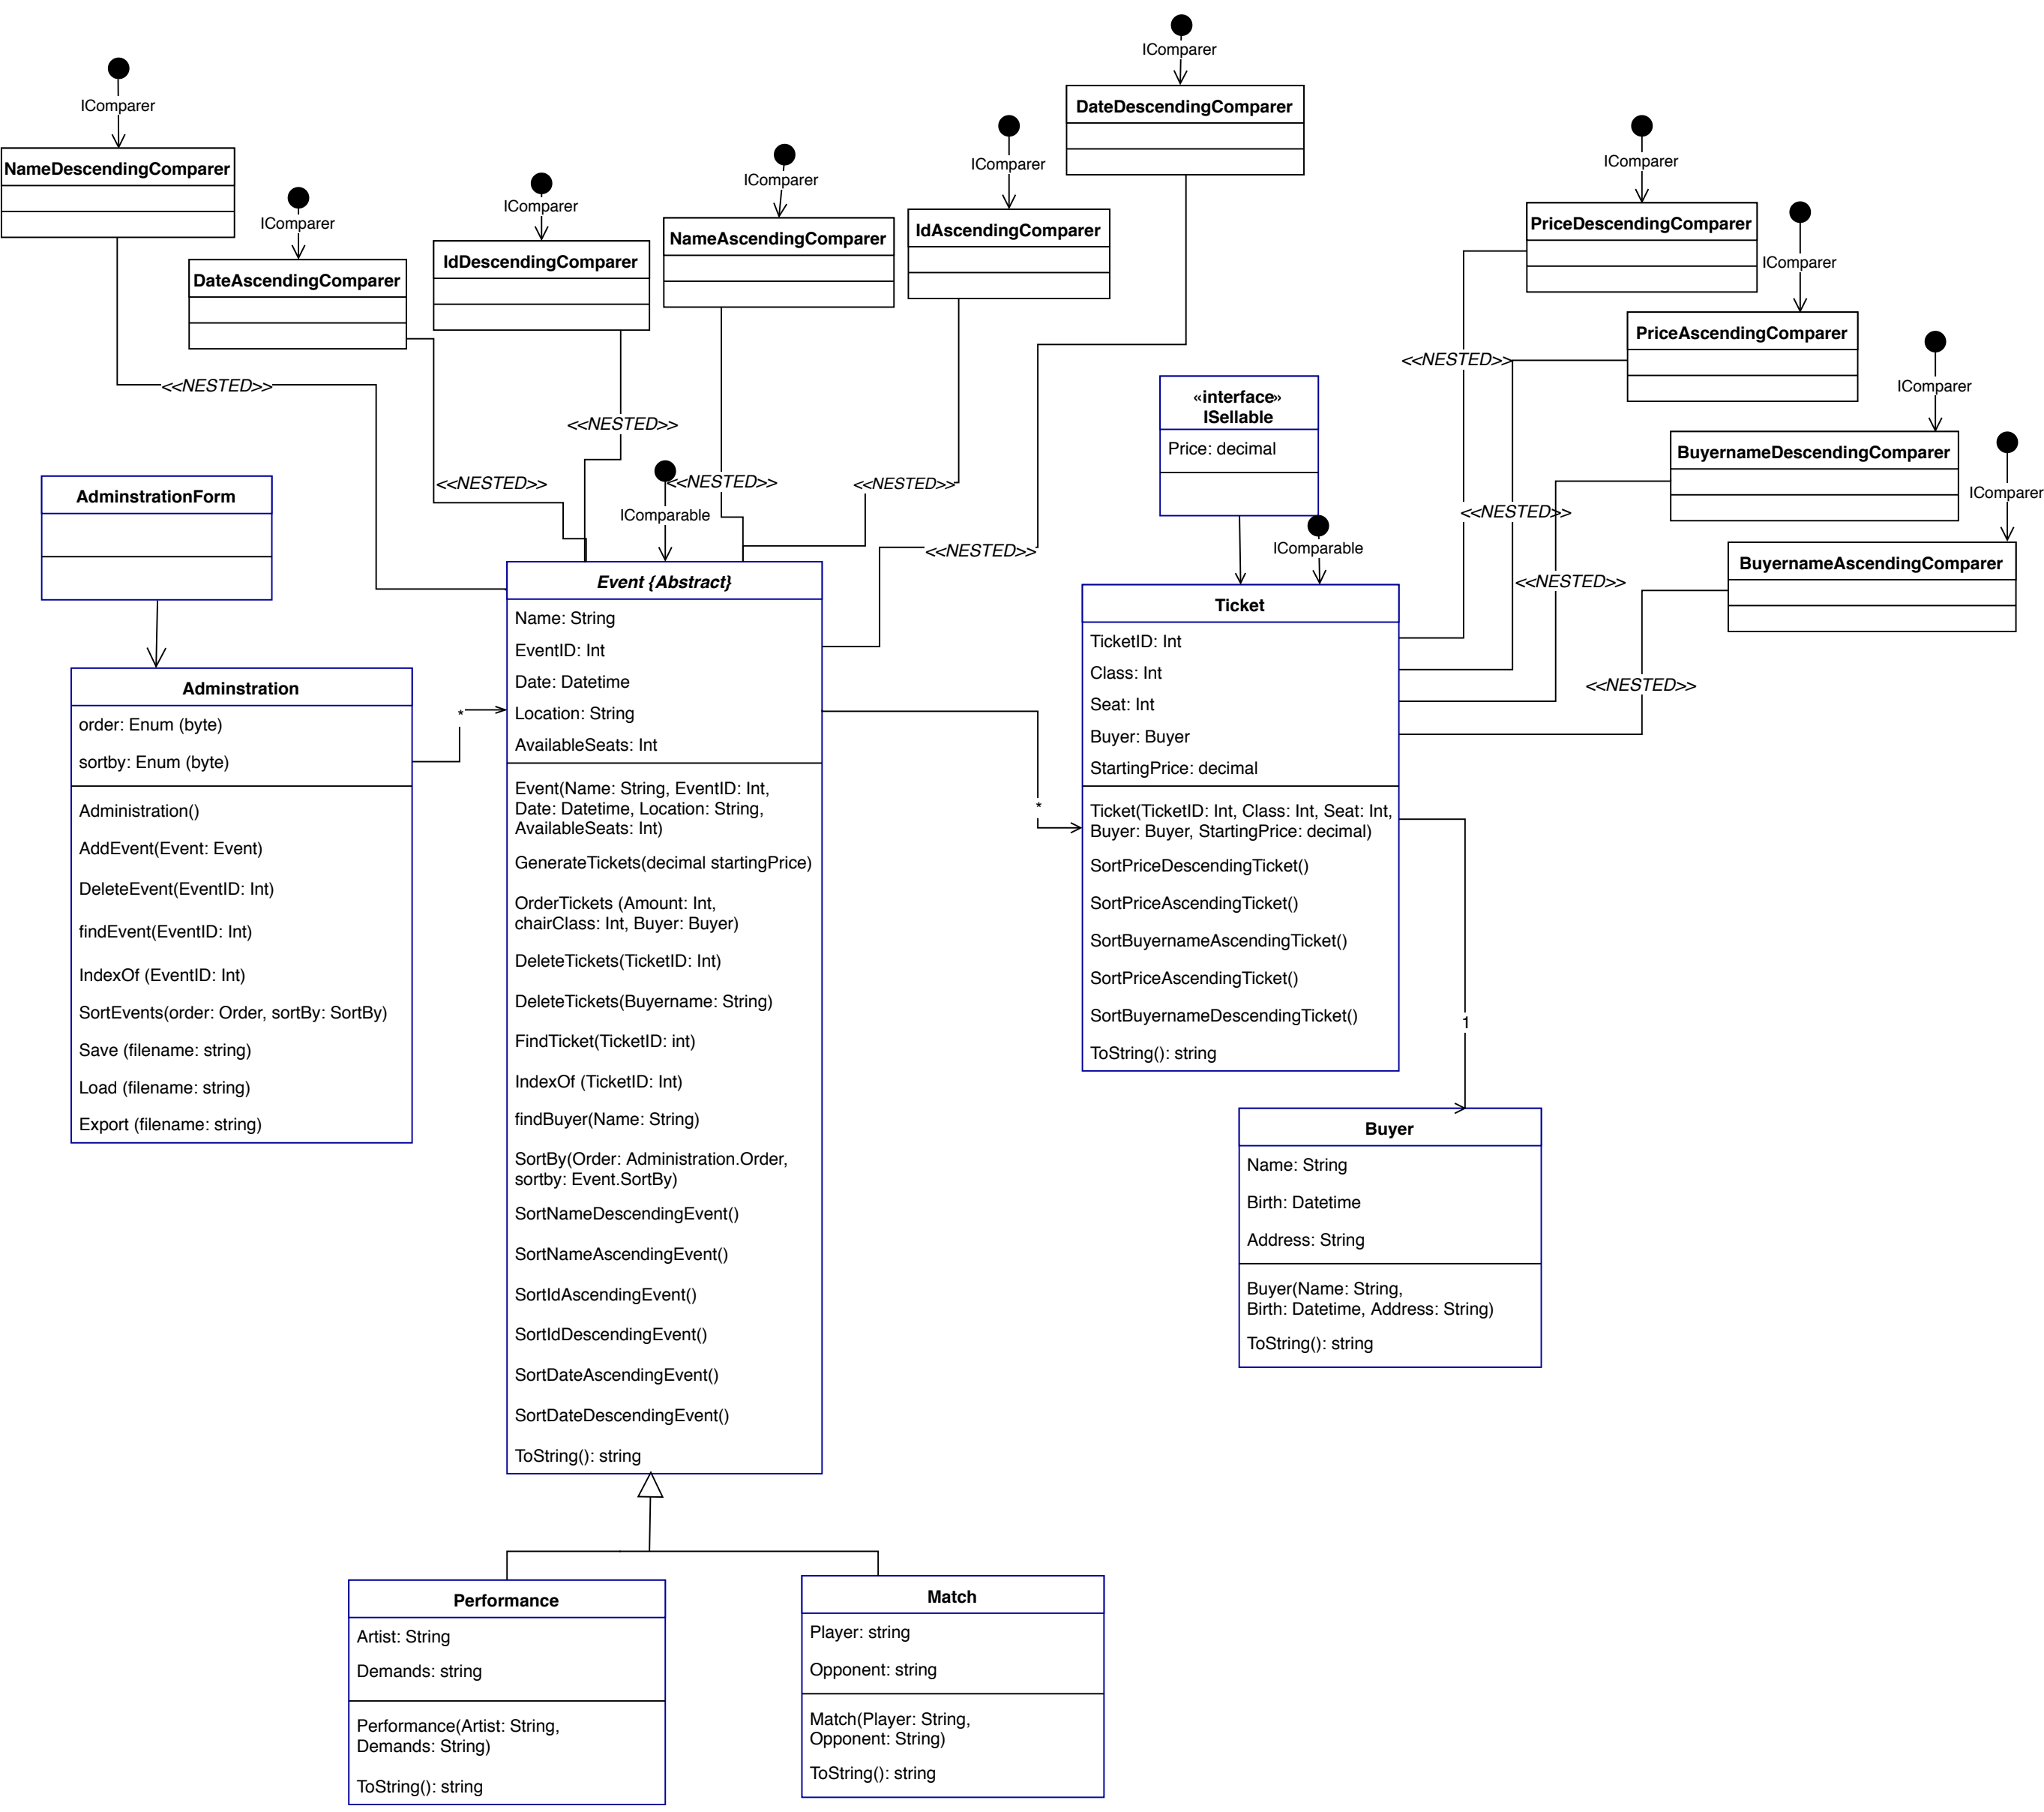 IComparer
DateDescendingComparer
IComparer
NameDescendingComparer
IComparer
DateAscendingComparer
IComparer
IdDescendingComparer
IComparer
NameAscendingComparer
IComparer
IdAscendingComparer
IComparer
PriceDescendingComparer
IComparer
PriceAscendingComparer
IComparer
BuyernameDescendingComparer
IComparer
BuyernameAscendingComparer
<<NESTED>>
<<NESTED>>
<<NESTED>>
<<NESTED>>
<<NESTED>>
<<NESTED>>
<<NESTED>>
<<NESTED>>
<<NESTED>>
<<NESTED>>
«interface»
ISellable
Price: decimal
IComparable
IComparable
AdminstrationForm
Adminstration
order: Enum (byte)
sortby: Enum (byte)
Administration()
AddEvent(Event: Event)
DeleteEvent(EventID: Int)
findEvent(EventID: Int)
IndexOf (EventID: Int)
SortEvents(order: Order, sortBy: SortBy)
Save (filename: string)
Load (filename: string)
Export (filename: string)
*
Event {Abstract}
Name: String
EventID: Int
Date: Datetime
Location: String
AvailableSeats: Int
Event(Name: String, EventID: Int,
Date: Datetime, Location: String,
AvailableSeats: Int)
GenerateTickets(decimal startingPrice)
OrderTickets (Amount: Int,
chairClass: Int, Buyer: Buyer)
DeleteTickets(TicketID: Int)
DeleteTickets(Buyername: String)
FindTicket(TicketID: int)
IndexOf (TicketID: Int)
findBuyer(Name: String)
SortBy(Order: Administration.Order,
sortby: Event.SortBy)
SortNameDescendingEvent()
SortNameAscendingEvent()
SortIdAscendingEvent()
SortIdDescendingEvent()
SortDateAscendingEvent()
SortDateDescendingEvent()
ToString(): string
*
Ticket
TicketID: Int
Class: Int
Seat: Int
Buyer: Buyer
StartingPrice: decimal
Ticket(TicketID: Int, Class: Int, Seat: Int,
Buyer: Buyer, StartingPrice: decimal)
SortPriceDescendingTicket()
SortPriceAscendingTicket()
SortBuyernameAscendingTicket()
SortPriceAscendingTicket()
SortBuyernameDescendingTicket()
ToString(): string
1
Buyer
Name: String
Birth: Datetime
Address: String
Buyer(Name: String,
Birth: Datetime, Address: String)
ToString(): string
Performance
Artist: String
Demands: string
Performance(Artist: String,
Demands: String)
ToString(): string
Match
Player: string
Opponent: string
Match(Player: String,
Opponent: String)
ToString(): string